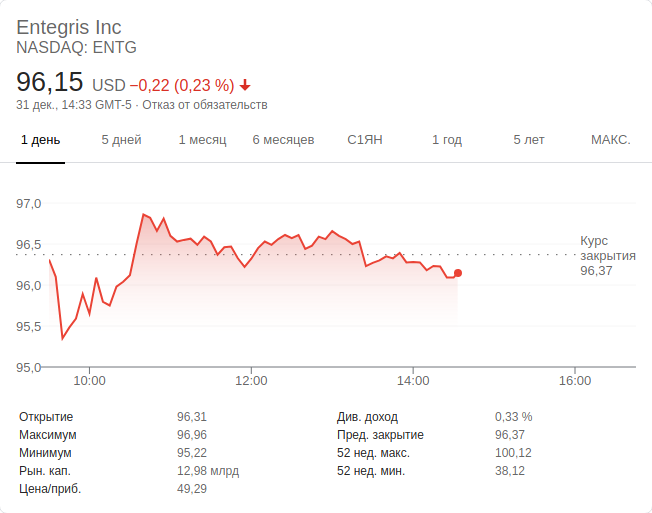 Entegris Inc
NASDAQ: ENTG
96,15 USD −0,22 (0,23 %)
31 дек., 14:33 GMT-5 · Отказ от обязательств
1 день 5 дней 1 месяц 6 месяцев С1ЯН 1 год 5 лет МАКС.
97,0
96,5
96,0
95,5
95,0
Курс
закрытия
96,37
10:00 12:00 14:00 16:00
Открытие 96,31 Див. доход 0,33 %
Максимум 96,96 Пред. закрытие 96,37
Минимум 95,22 52 нед. макс. 100,12
Рын. кап. 12,98 млрд 52 нед. мин. 38,12
Цена/приб. 49,29